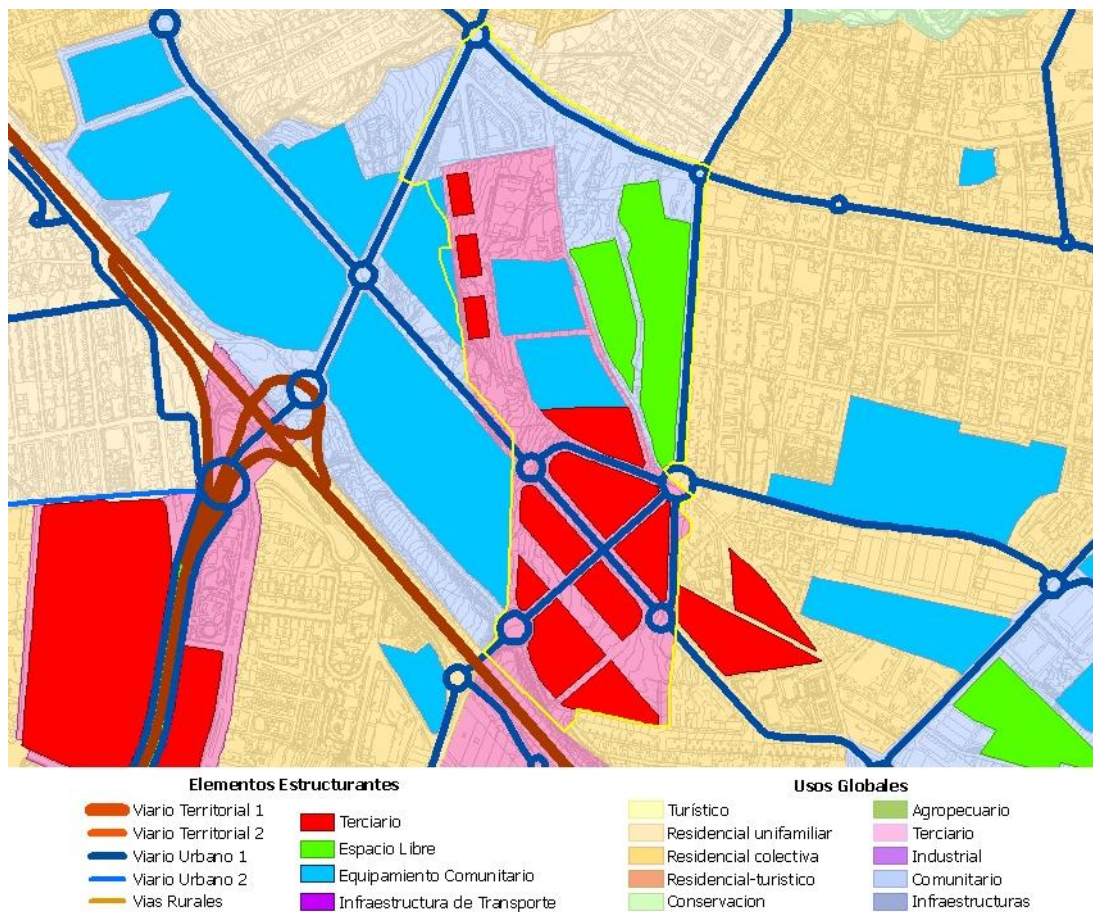 Elementos Estructurantes
Viario Territorial 1
Viario Territorial 2
Viario Urbano 1
Viario Urbano 2
Vias Rurales
Terciario
Espacio Libre
Equipamiento Comunitario
Infraestructura de Transporte
Usos Globales
Turístico
Residencial unifamiliar
Residencial colectiva
Residencial-turistico
Conservacion
Agropecuario
Terciario
Industrial
Comunitario
Infraestructuras